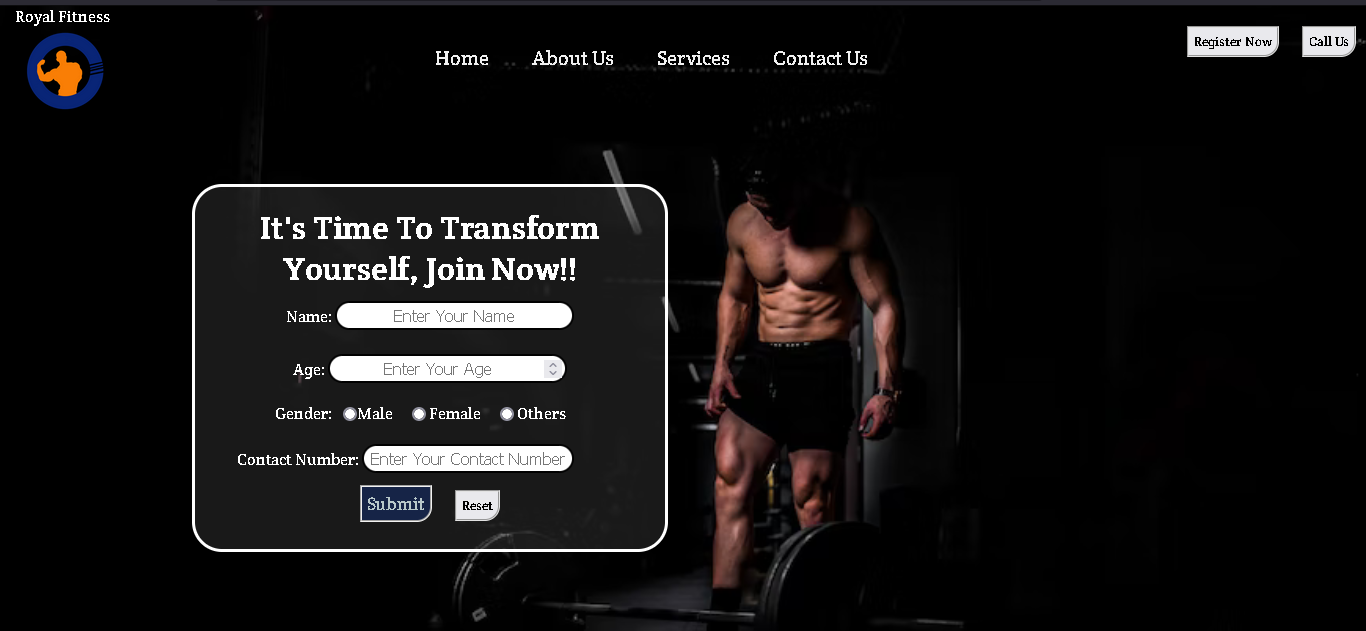 Royal Fitness
Home
About Us
Services
Contact Us
Register Now
Call Us
It's Time To Transform
Yourself, Join Now!!
Name: Enter Your Name
Age: Enter Your Age
Gender: Male Female Others
Contact Number: Enter Your Contact Number
Submit
Reset